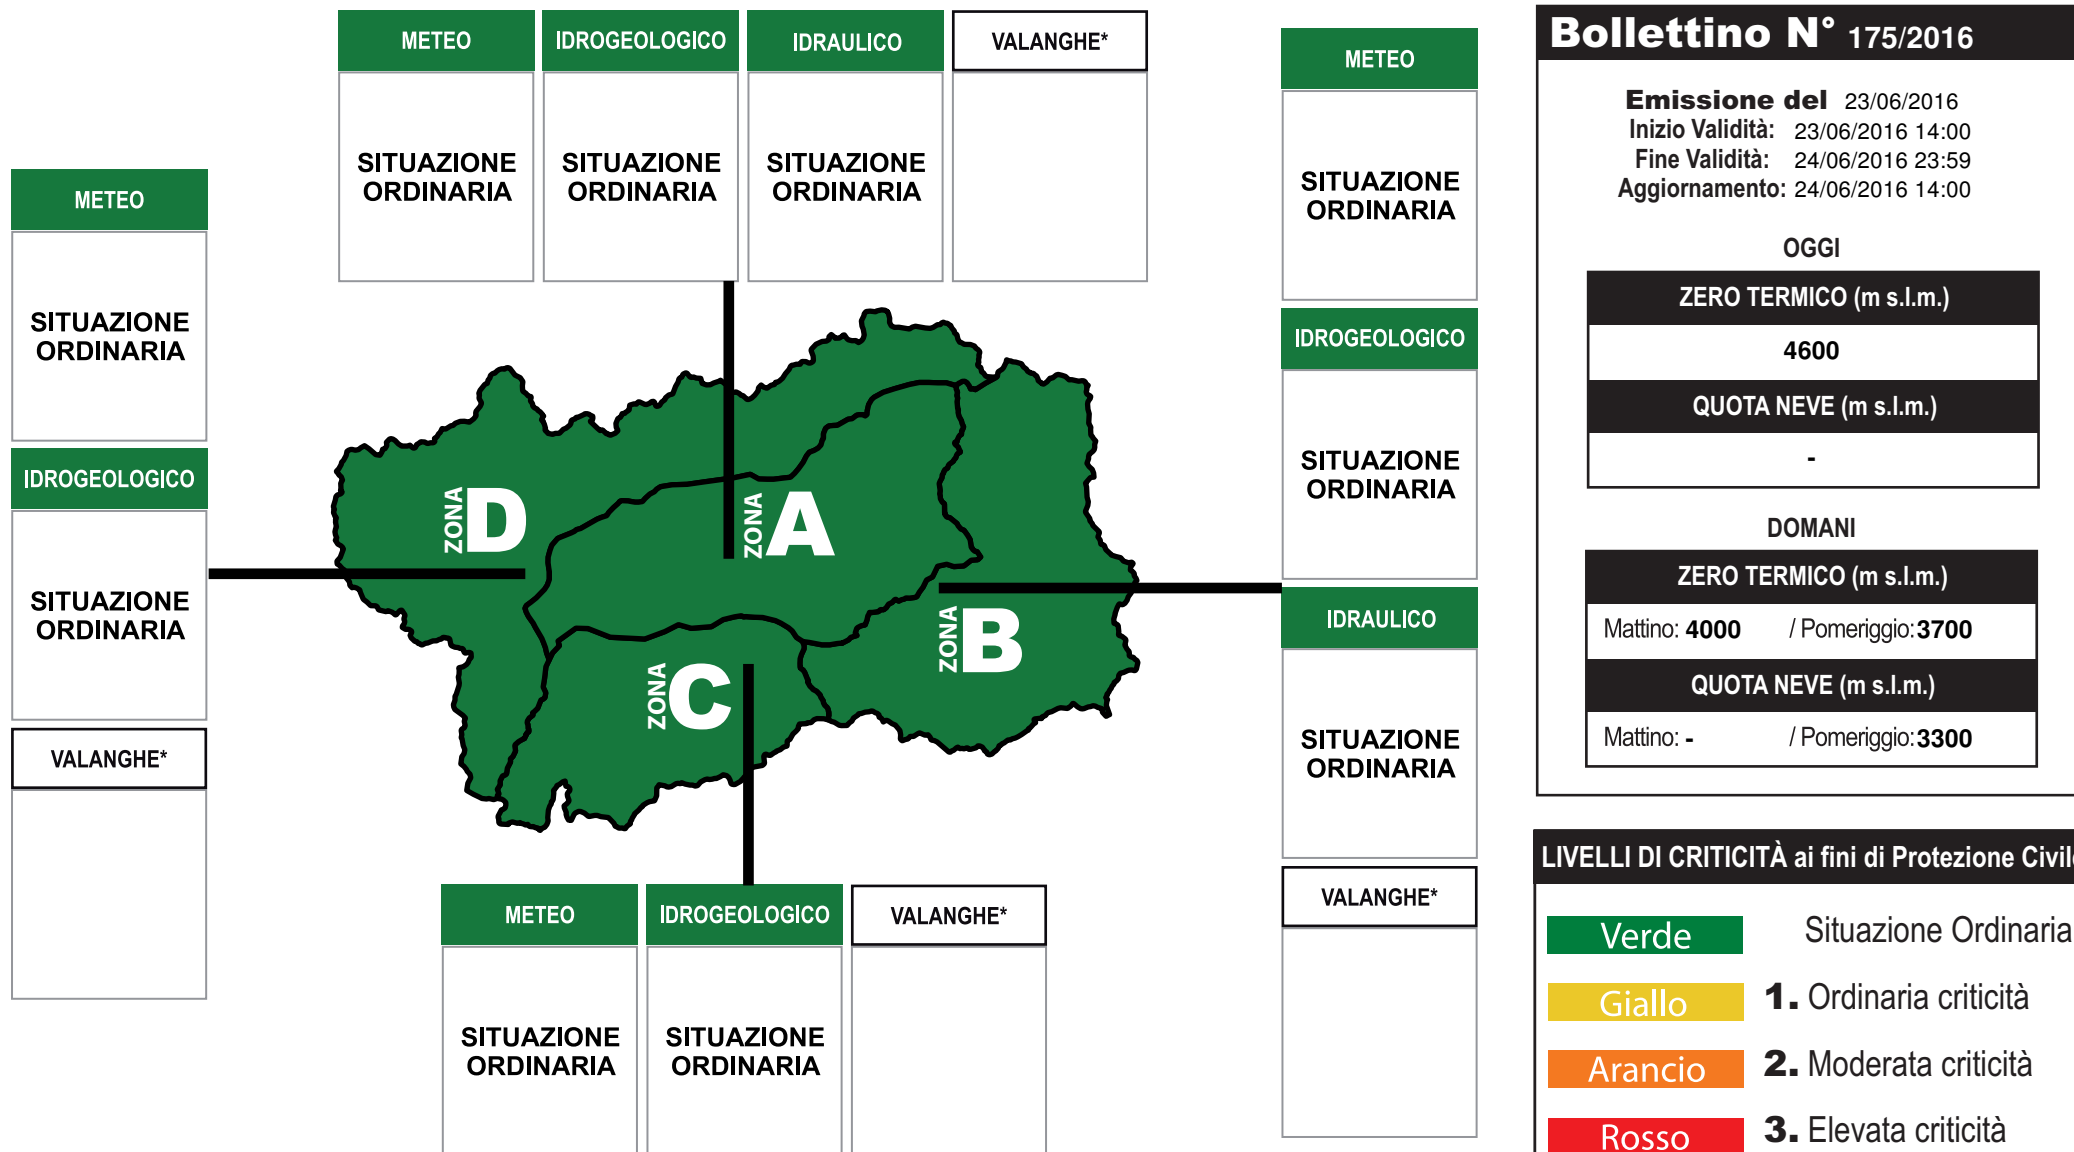 METEO
IDROGEOLOGICO
IDRAULICO
VALANGHE*
SITUAZIONE
ORDINARIA
SITUAZIONE
ORDINARIA
SITUAZIONE
ORDINARIA
METEO
SITUAZIONE
ORDINARIA
IDROGEOLOGICO
SITUAZIONE
ORDINARIA
VALANGHE*
ZONA D
ZONA A
ZONA B
ZONA C
METEO
SITUAZIONE
ORDINARIA
IDROGEOLOGICO
SITUAZIONE
ORDINARIA
IDRAULICO
SITUAZIONE
ORDINARIA
VALANGHE*
METEO
IDROGEOLOGICO
VALANGHE*
SITUAZIONE
ORDINARIA
SITUAZIONE
ORDINARIA
Bollettino N° 175/2016
Emissione del 23/06/2016
Inizio Validità: 23/06/2016 14:00
Fine Validità: 24/06/2016 23:59
Aggiornamento: 24/06/2016 14:00
OGGI
ZERO TERMICO (m s.l.m.)
4600
QUOTA NEVE (m s.l.m.)
-
DOMANI
ZERO TERMICO (m s.l.m.)
Mattino: 4000 / Pomeriggio: 3700
QUOTA NEVE (m s.l.m.)
Mattino: - / Pomeriggio: 3300
LIVELLI DI CRITICITÀ ai fini di Protezione Civile
Verde Situazione Ordinaria
Giallo 1. Ordinaria criticità
Arancio 2. Moderata criticità
Rosso 3. Elevata criticità